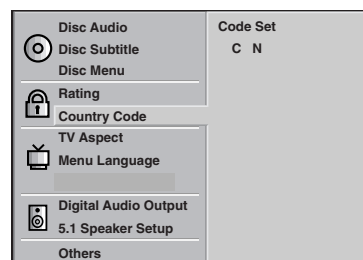 Disc Audio
Disc Subtitle
Disc Menu
Rating
Country Code
TV Aspect
Menu Language
Digital Audio Output
5.1 Speaker Setup
Others
Code Set
C N